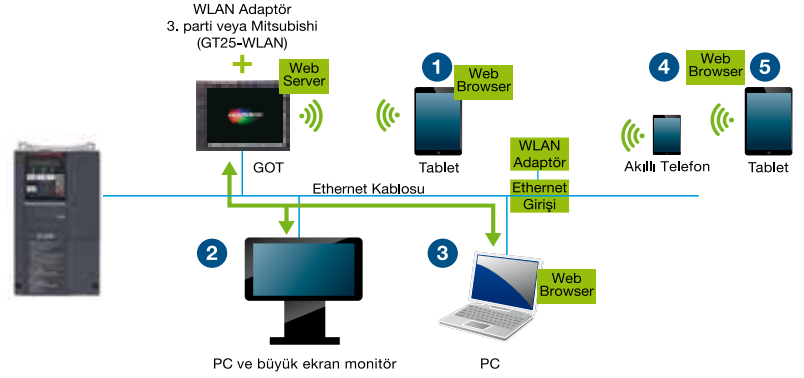 WLAN Adaptör
3. parti veya Mitsubishi
(GT25-WLAN)
Web
Server
GOT
1
Web
Browser
Tablet
4
Web
Browser
5
Akıllı Telefon
Tablet
WLAN
Adaptör
Ethernet
Girişi
Ethernet Kablosu
2
PC ve büyük ekran monitör
3
Web
Browser
PC